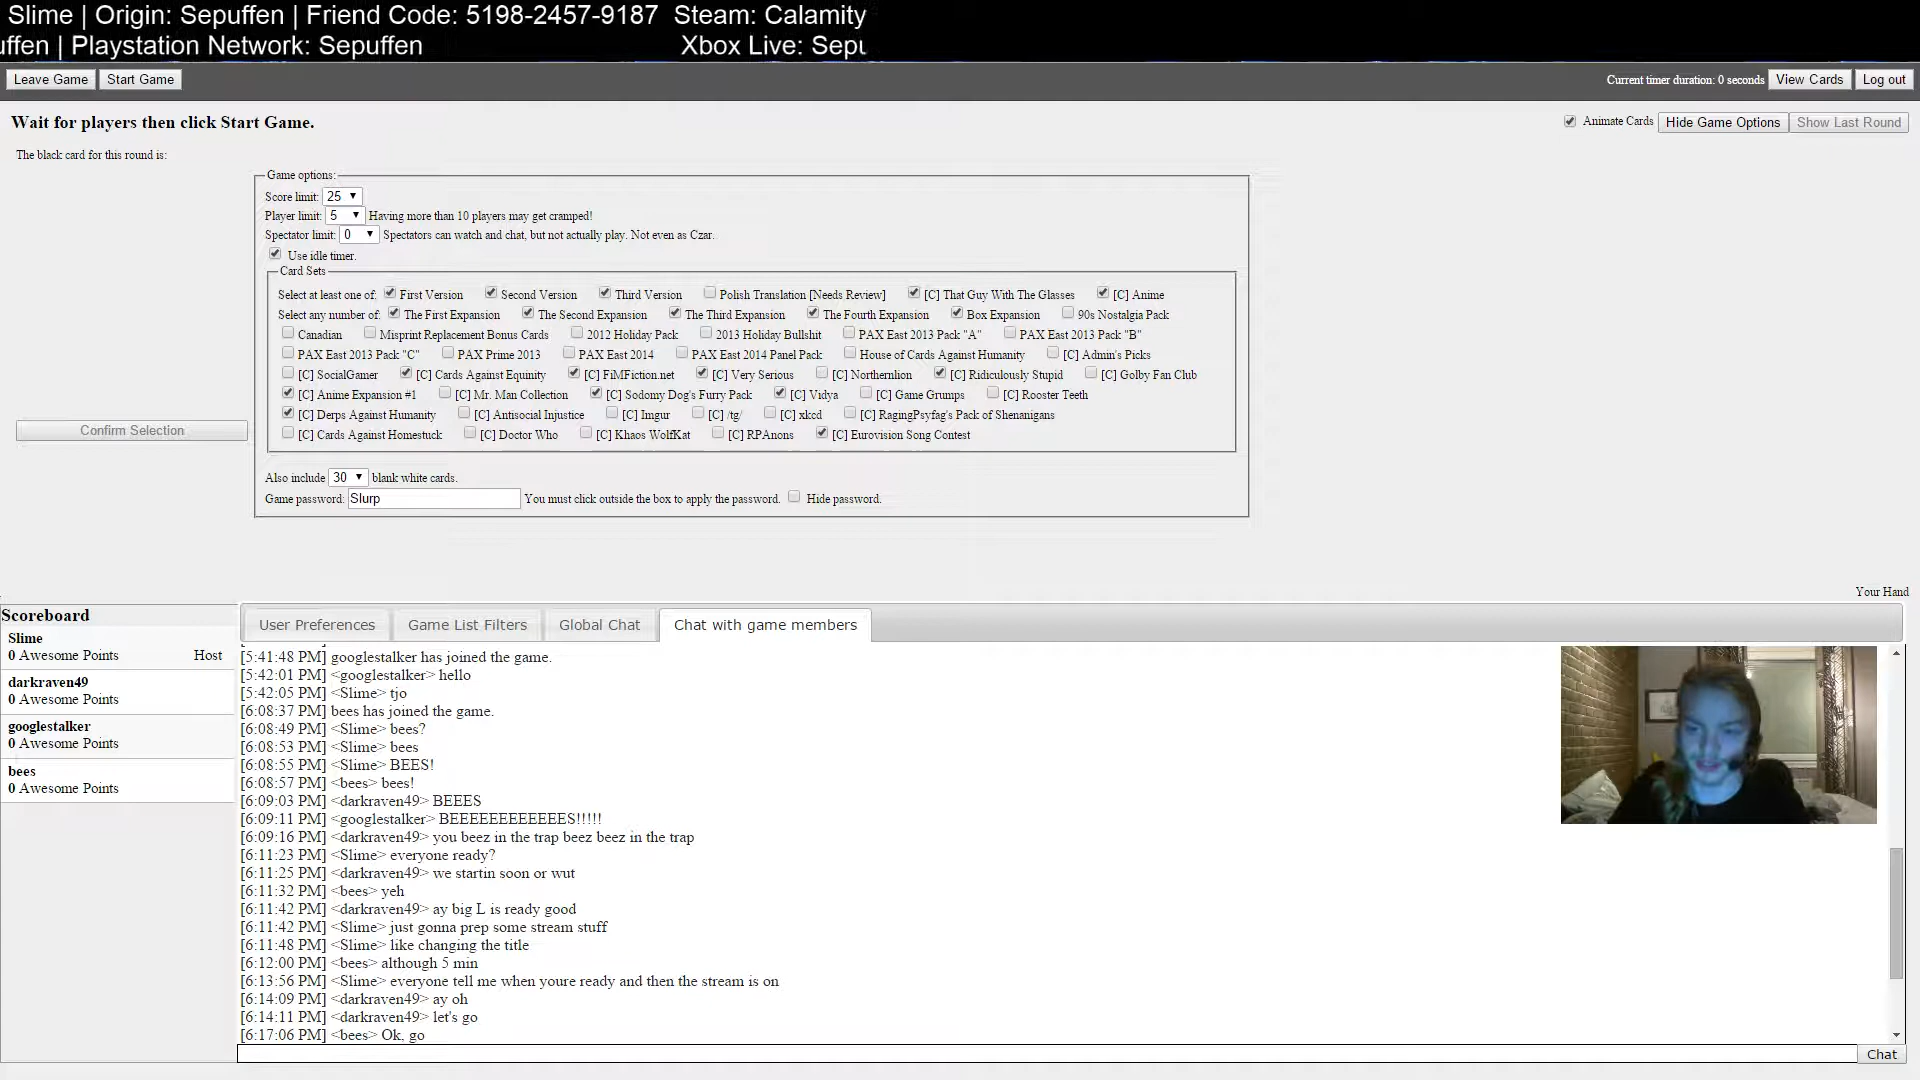 Slime | Origin: Sepuffen | Friend Code: 5198-2457-9187 Steam: Calamity
uffen | Playstation Network: Sepuffen Xbox Live: Sepu
Leave Game Start Game Current timer duration: 0 seconds View Cards Log out
Wait for players then click Start Game. Animate Cards Hide Game Options Show Last Round
The black card for this round is:
Game options:
Score limit: 25
Player limit: 5 Having more than 10 players may get cramped!
Spectator limit: 0 Spectators can watch and chat, but not actually play. Not even as Czar.
Use idle timer.
Card Sets
Select at least one of: First Version Second Version Third Version Polish Translation [Needs Review] [C] That Guy With The Glasses [C] Anime
Select any number of: The First Expansion The Second Expansion The Third Expansion The Fourth Expansion Box Expansion 90s Nostalgia Pack
Canadian Misprint Replacement Bonus Cards 2012 Holiday Pack 2013 Holiday Bullshit PAX East 2013 Pack "A" PAX East 2013 Pack "B"
PAX East 2013 Pack "C" PAX Prime 2013 PAX East 2014 PAX East 2014 Panel Pack House of Cards Against Humanity [C] Admin's Picks
[C] SocialGamer [C] Cards Against Equinity [C] FiMFiction.net [C] Very Serious [C] Northernlion [C] Ridiculously Stupid [C] Golby Fan Club
[C] Anime Expansion #1 [C] Mr. Man Collection [C] Sodomy Dog's Furry Pack [C] Vidya [C] Game Grumps [C] Rooster Teeth
[C] Derps Against Humanity [C] Antisocial Injustice [C] Imgur [C] /tg/ [C] xkcd [C] RagingPsyfag's Pack of Shenanigans
[C] Cards Against Homestuck [C] Doctor Who [C] Khaos WolfKat [C] RPAnons [C] Eurovision Song Contest
Confirm Selection
Also include 30 blank white cards.
Game password: Slurp You must click outside the box to apply the password. Hide password.
Your Hand
Scoreboard
Slime
0 Awesome Points Host
darkraven49
0 Awesome Points
googlestalker
0 Awesome Points
bees
0 Awesome Points
User Preferences Game List Filters Global Chat Chat with game members
[5:41:48 PM] googlestalker has joined the game.
[5:42:01 PM] <googlestalker> hello
[5:42:05 PM] <Slime> tjo
[6:08:37 PM] bees has joined the game.
[6:08:49 PM] <Slime> bees?
[6:08:53 PM] <Slime> bees
[6:08:55 PM] <Slime> BEES!
[6:08:57 PM] <bees> bees!
[6:09:03 PM] <darkraven49> BEEES
[6:09:11 PM] <googlestalker> BEEEEEEEEEEEES!!!!!
[6:09:16 PM] <darkraven49> you beez in the trap beez beez in the trap
[6:11:23 PM] <Slime> everyone ready?
[6:11:25 PM] <darkraven49> we startin soon or wut
[6:11:32 PM] <bees> yeh
[6:11:42 PM] <darkraven49> ay big L is ready good
[6:11:42 PM] <Slime> just gonna prep some stream stuff
[6:11:48 PM] <Slime> like changing the title
[6:12:00 PM] <bees> although 5 min
[6:13:56 PM] <Slime> everyone tell me when youre ready and then the stream is on
[6:14:09 PM] <darkraven49> ay oh
[6:14:11 PM] <darkraven49> let's go
[6:17:06 PM] <bees> Ok, go
Chat